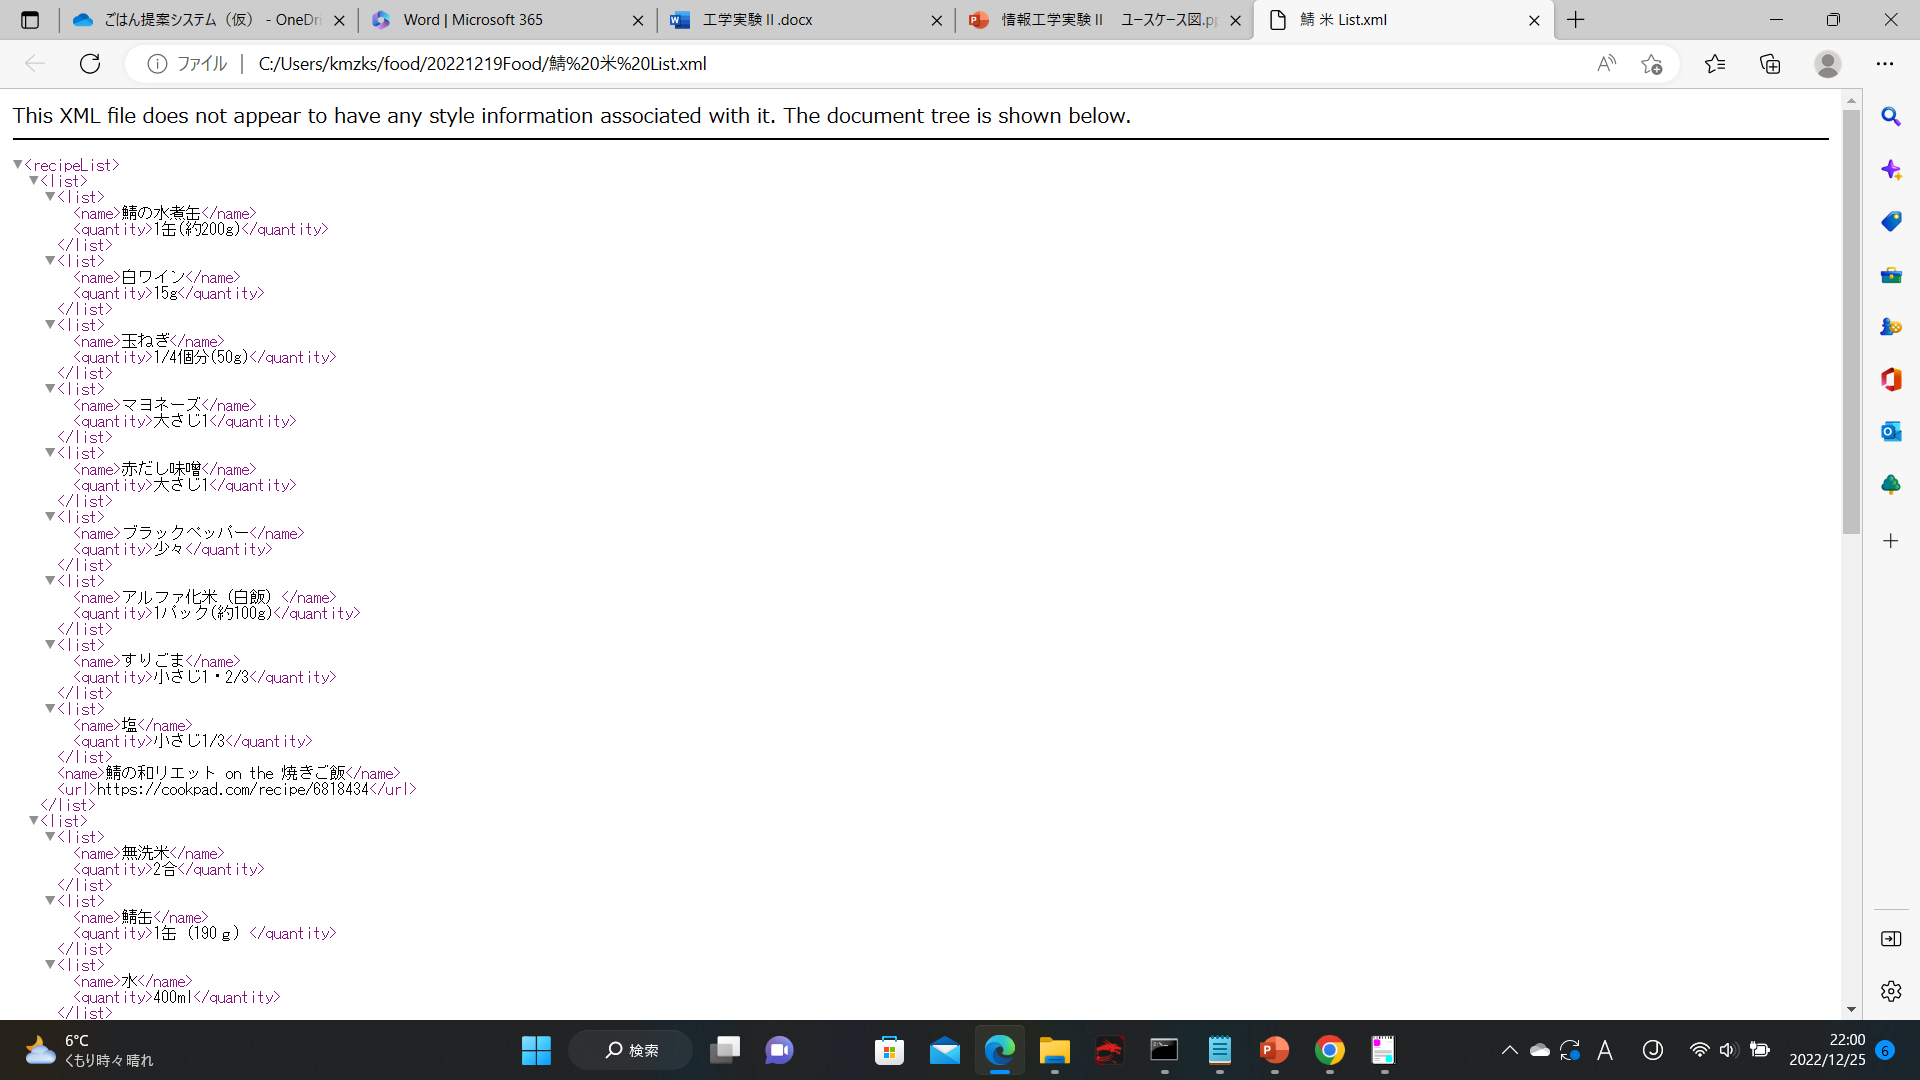 ごはん提案システム（仮） - OneDri
Word | Microsoft 365
工学実験Ⅱ.docx
情報工学実験Ⅱ　ユースケース図.pp
鯖 米 List.xml
ファイル
C:/Users/kmzks/food/20221219Food/鯖%20米%20List.xml
This XML file does not appear to have any style information associated with it. The document tree is shown below.
▼<recipeList>
▼<list>
▼<list>
<name>鯖の水煮缶</name>
<quantity>1缶(約200g)</quantity>
</list>
▼<list>
<name>白ワイン</name>
<quantity>15g</quantity>
</list>
▼<list>
<name>玉ねぎ</name>
<quantity>1/4個分(50g)</quantity>
</list>
▼<list>
<name>マヨネーズ</name>
<quantity>大さじ1</quantity>
</list>
▼<list>
<name>赤だし味噌</name>
<quantity>大さじ1</quantity>
</list>
▼<list>
<name>ブラックペッパー</name>
<quantity>少々</quantity>
</list>
▼<list>
<name>アルファ化米（白飯）</name>
<quantity>1パック(約100g)</quantity>
</list>
▼<list>
<name>すりごま</name>
<quantity>小さじ1・2/3</quantity>
</list>
▼<list>
<name>塩</name>
<quantity>小さじ1/3</quantity>
</list>
<name>鯖の和リエット on the 焼きご飯</name>
<url>https://cookpad.com/recipe/6818434</url>
</list>
▼<list>
▼<list>
<name>無洗米</name>
<quantity>2合</quantity>
</list>
▼<list>
<name>鯖缶</name>
<quantity>1缶（190ｇ）</quantity>
</list>
▼<list>
<name>水</name>
<quantity>400ml</quantity>
</list>
6°C
くもり時々晴れ
検索
A
22:00
2022/12/25
6